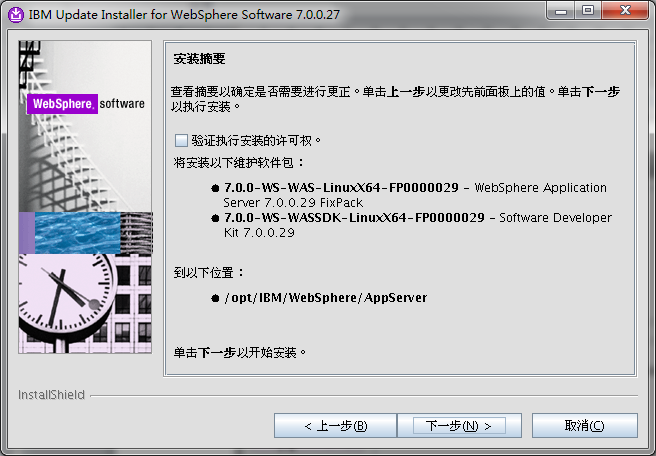 IBM Update Installer for WebSphere Software 7.0.0.27
WebSphere. software
安装摘要
查看摘要以确定是否需要进行更正。单击上一步以更改先前面板上的值。单击下一步
以执行安装。
验证执行安装的许可权。
将安装以下维护软件包：
● 7.0.0-WS-WAS-LinuxX64-FP0000029 - WebSphere Application
Server 7.0.0.29 FixPack
● 7.0.0-WS-WASSDK-LinuxX64-FP0000029 - Software Developer
Kit 7.0.0.29
到以下位置：
● /opt/IBM/WebSphere/AppServer
单击下一步以开始安装。
InstallShield
< 上一步(B) 下一步(N) > 取消(C)